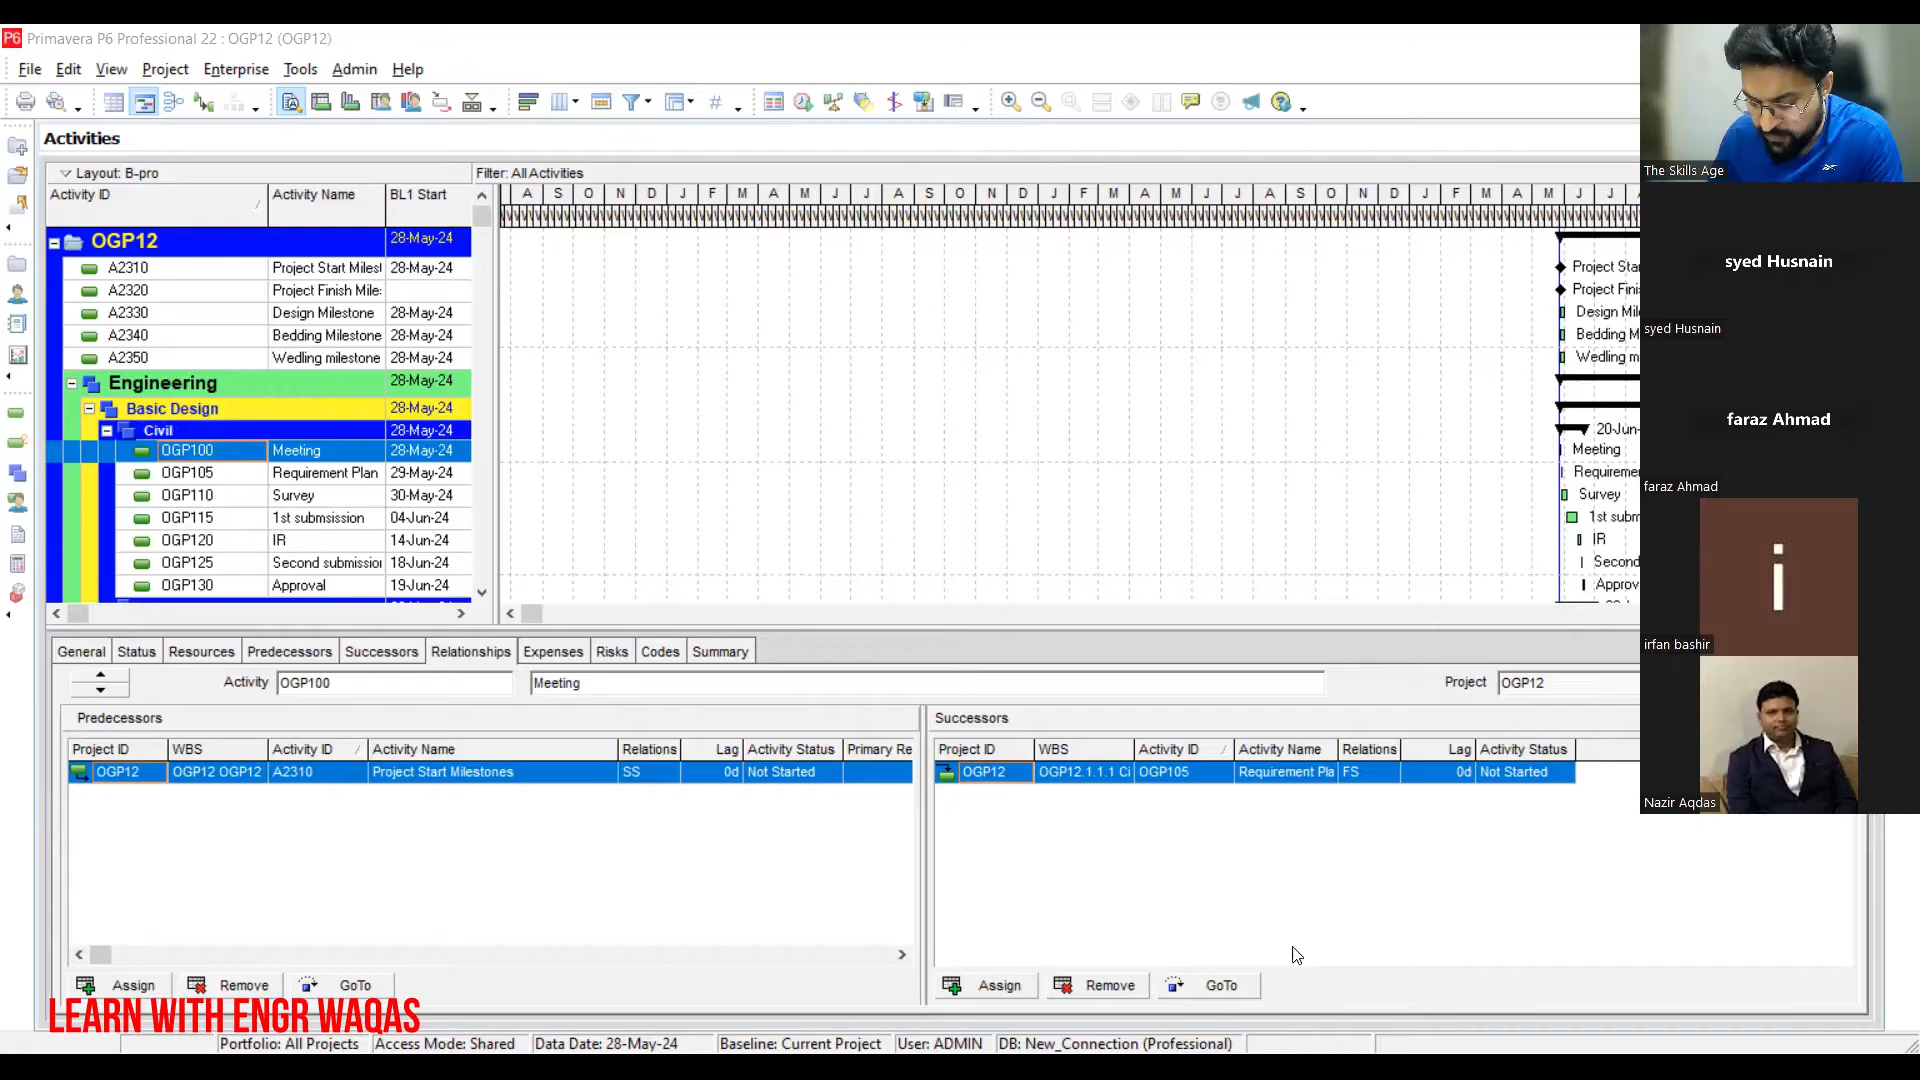 P6 Primavera P6 Professional 22 : OGP12 (OGP12)
File Edit View Project Enterprise Tools Admin Help
Activities
Layout: B-pro
Filter: All Activities
Activity ID Activity Name BL1 Start
A S O N D J F M A M J J A S O N D J F M A M J J A S O N D J F M A M J J
OGP12 28-May-24
A2310 Project Start Milest 28-May-24
A2320 Project Finish Mile:
A2330 Design Milestone 28-May-24
A2340 Bedding Milestone 28-May-24
A2350 Wedling milestone 28-May-24
Engineering 28-May-24
Basic Design 28-May-24
Civil 28-May-24
OGP100 Meeting 28-May-24
OGP105 Requirement Plan 29-May-24
OGP110 Survey 30-May-24
OGP115 1st submsission 04-Jun-24
OGP120 IR 14-Jun-24
OGP125 Second submissior 18-Jun-24
OGP130 Approval 19-Jun-24
Project Star
Project Fini
Design Mil
Bedding M
Wedling m
20-Jun-
Meeting
Requireme
Survey
1st subm
IR
Second
Approv
General Status Resources Predecessors Successors Relationships Expenses Risks Codes Summary
Activity OGP100 Meeting Project OGP12
Predecessors
Project ID WBS Activity ID Activity Name Relations Lag Activity Status Primary Re
OGP12 OGP12 OGP12 A2310 Project Start Milestones SS 0d Not Started
Assign Remove GoTo
Successors
Project ID WBS Activity ID Activity Name Relations Lag Activity Status
OGP12 OGP12.1.1.1 Ci OGP105 Requirement Pla FS 0d Not Started
Assign Remove GoTo
LEARN WITH ENGR WAQAS
Portfolio: All Projects Access Mode: Shared Data Date: 28-May-24 Baseline: Current Project User: ADMIN DB: New_Connection (Professional)
The Skills Age
syed Husnain
syed Husnain
faraz Ahmad
faraz Ahmad
i
irfan bashir
Nazir Aqdas